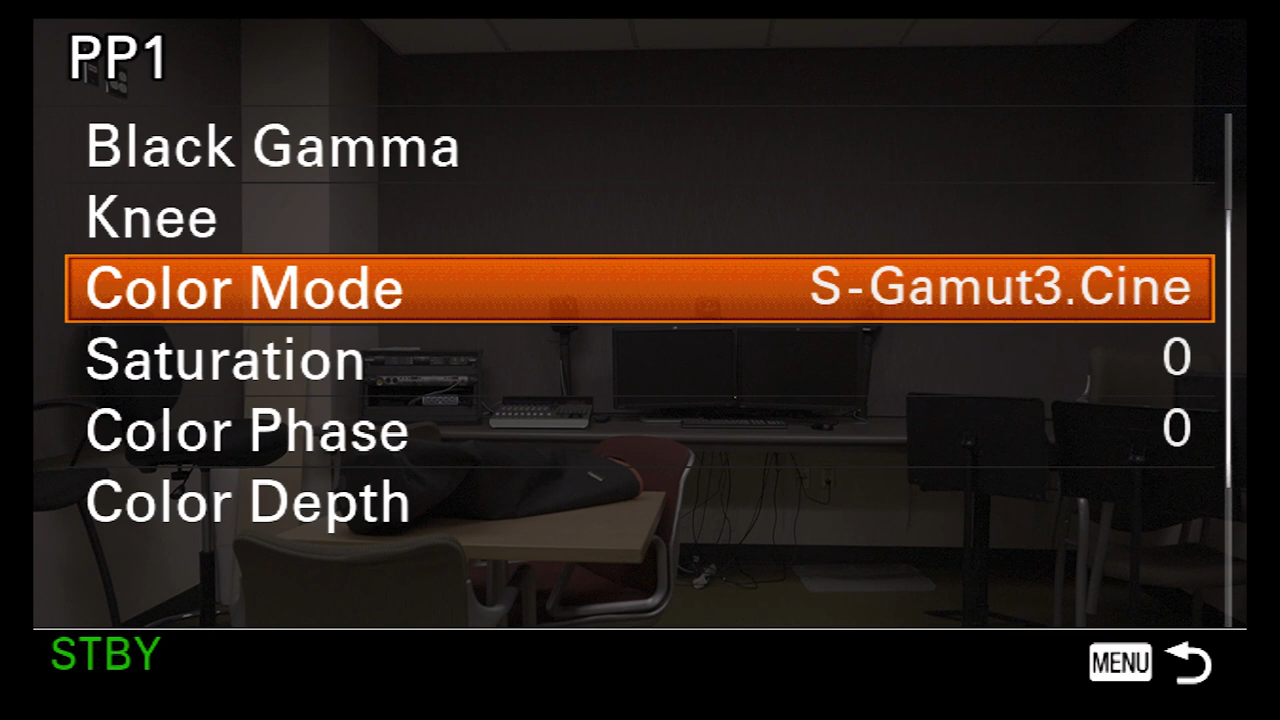 PP1
Black Gamma
Knee
Color Mode S-Gamut3.Cine
Saturation 0
Color Phase 0
Color Depth
STBY MENU